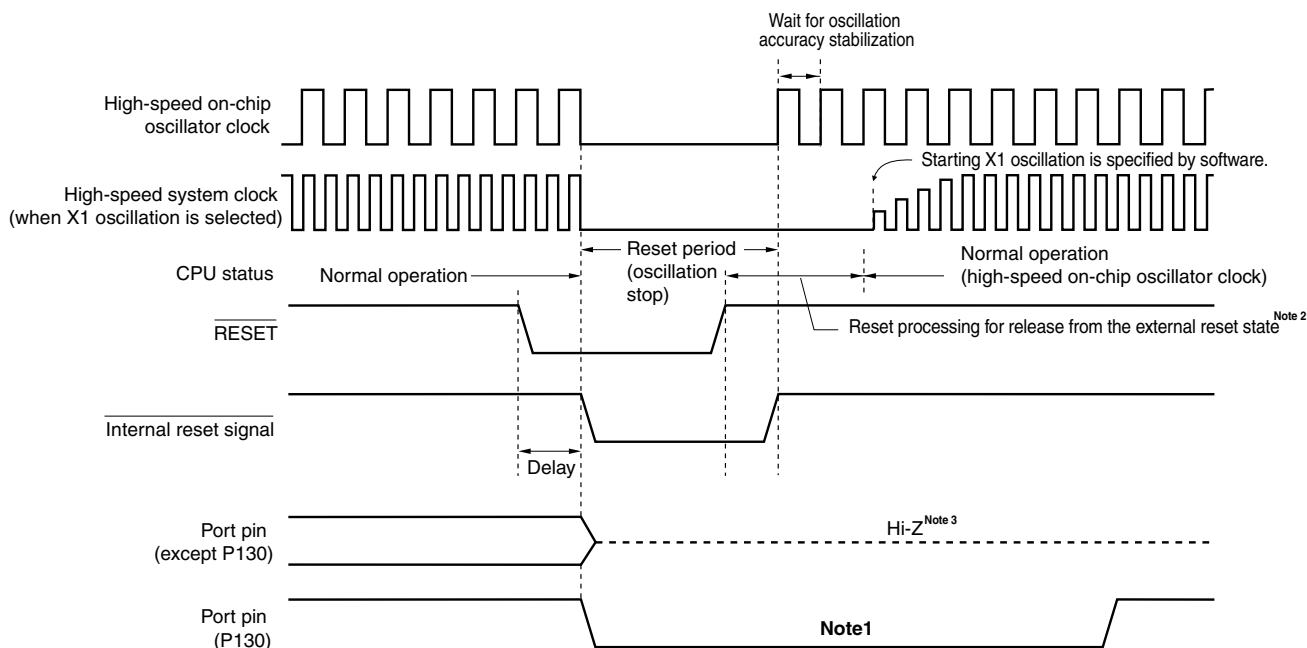 Wait for oscillation
accuracy stabilization
High-speed on-chip
oscillator clock
Starting X1 oscillation is specified by software.
High-speed system clock
(when X1 oscillation is selected)
CPU status
Normal operation
Reset period
(oscillation
stop)
Normal operation
(high-speed on-chip oscillator clock)
RESET
Reset processing for release from the external reset state Note 2
Internal reset signal
Delay
Port pin
(except P130)
Hi-Z Note 3
Port pin
(P130)
Note1